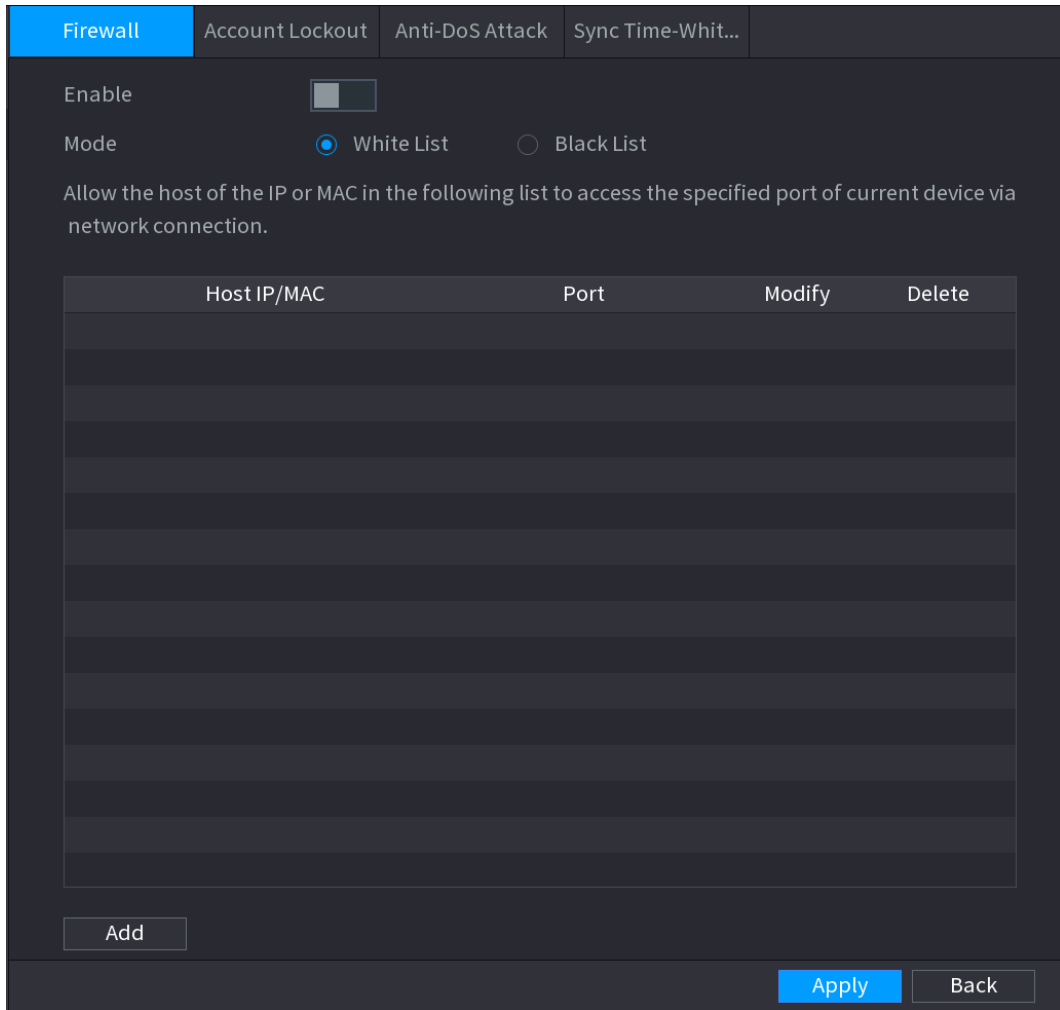 Firewall Account Lockout Anti-DoS Attack Sync Time-Whit...
Enable
Mode White List Black List
Allow the host of the IP or MAC in the following list to access the specified port of current device via
network connection.
Host IP/MAC Port Modify Delete
Add
Apply Back